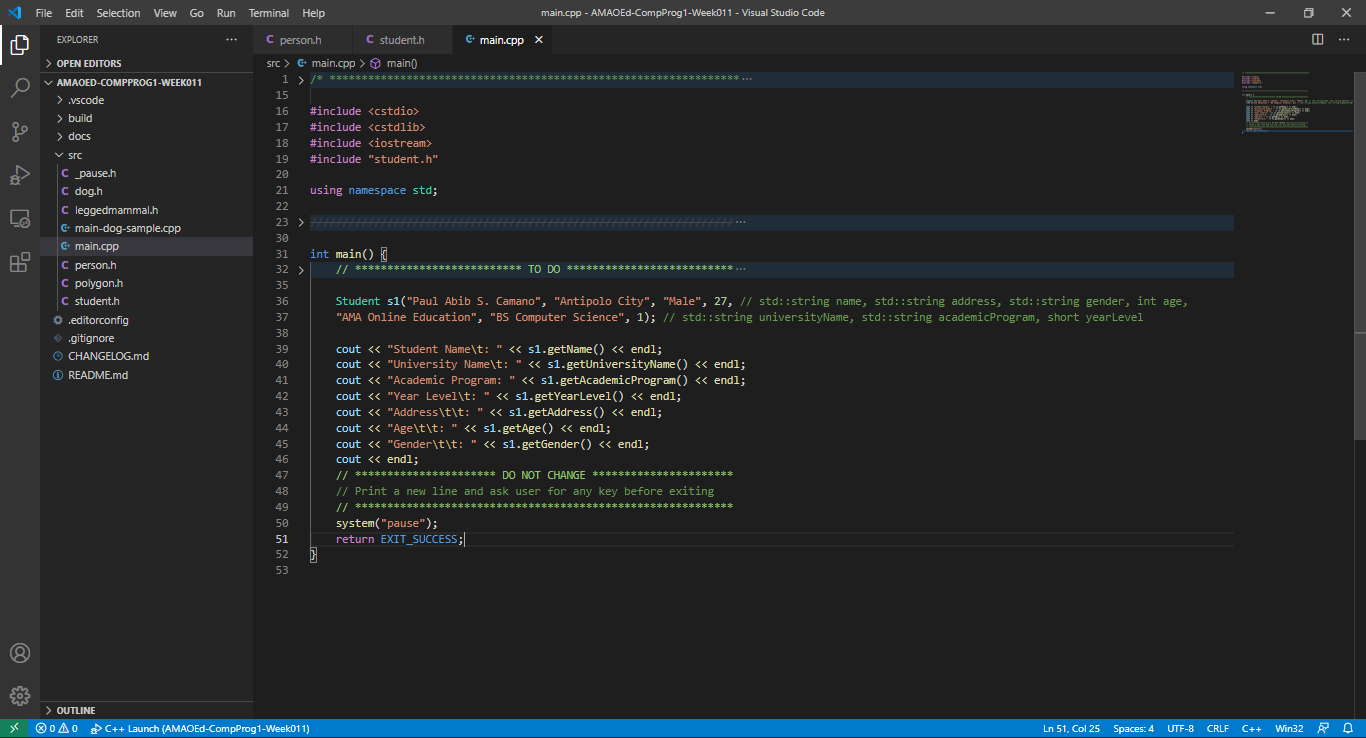 File Edit Selection View Go Run Terminal Help main.cpp - AMAOEd-CompProg1-Week011 - Visual Studio Code
EXPLORER ···
person.h student.h main.cpp
OPEN EDITORS
AMAOED-COMPPROG1-WEEK011
.vscode
build
docs
src
_pause.h
dog.h
leggedmammal.h
main-dog-sample.cpp
main.cpp
person.h
polygon.h
student.h
.editorconfig
.gitignore
CHANGELOG.md
README.md
OUTLINE
src > main.cpp > main()
1 /* ****************************************************************···
15
16 #include <cstdio>
17 #include <cstdlib>
18 #include <iostream>
19 #include "student.h"
20
21 using namespace std;
22
23 //////////////////////////////////////////////////////////////////···
30
31 int main() {
32 // ************************** TO DO **************************···
35
36 Student s1("Paul Abib S. Camano", "Antipolo City", "Male", 27, // std::string name, std::string address, std::string gender, int age,
37 "AMA Online Education", "BS Computer Science", 1); // std::string universityName, std::string academicProgram, short yearLevel
38
39 cout << "Student Name\t: " << s1.getName() << endl;
40 cout << "University Name\t: " << s1.getUniversityName() << endl;
41 cout << "Academic Program: " << s1.getAcademicProgram() << endl;
42 cout << "Year Level\t: " << s1.getYearLevel() << endl;
43 cout << "Address\t\t: " << s1.getAddress() << endl;
44 cout << "Age\t\t: " << s1.getAge() << endl;
45 cout << "Gender\t\t: " << s1.getGender() << endl;
46 cout << endl;
47 // ********************** DO NOT CHANGE **********************
48 // Print a new line and ask user for any key before exiting
49 // ***********************************************************
50 system("pause");
51 return EXIT_SUCCESS;
52 }
53
0 0 C++ Launch (AMAOEd-CompProg1-Week011) Ln 51, Col 25 Spaces: 4 UTF-8 CRLF C++ Win32